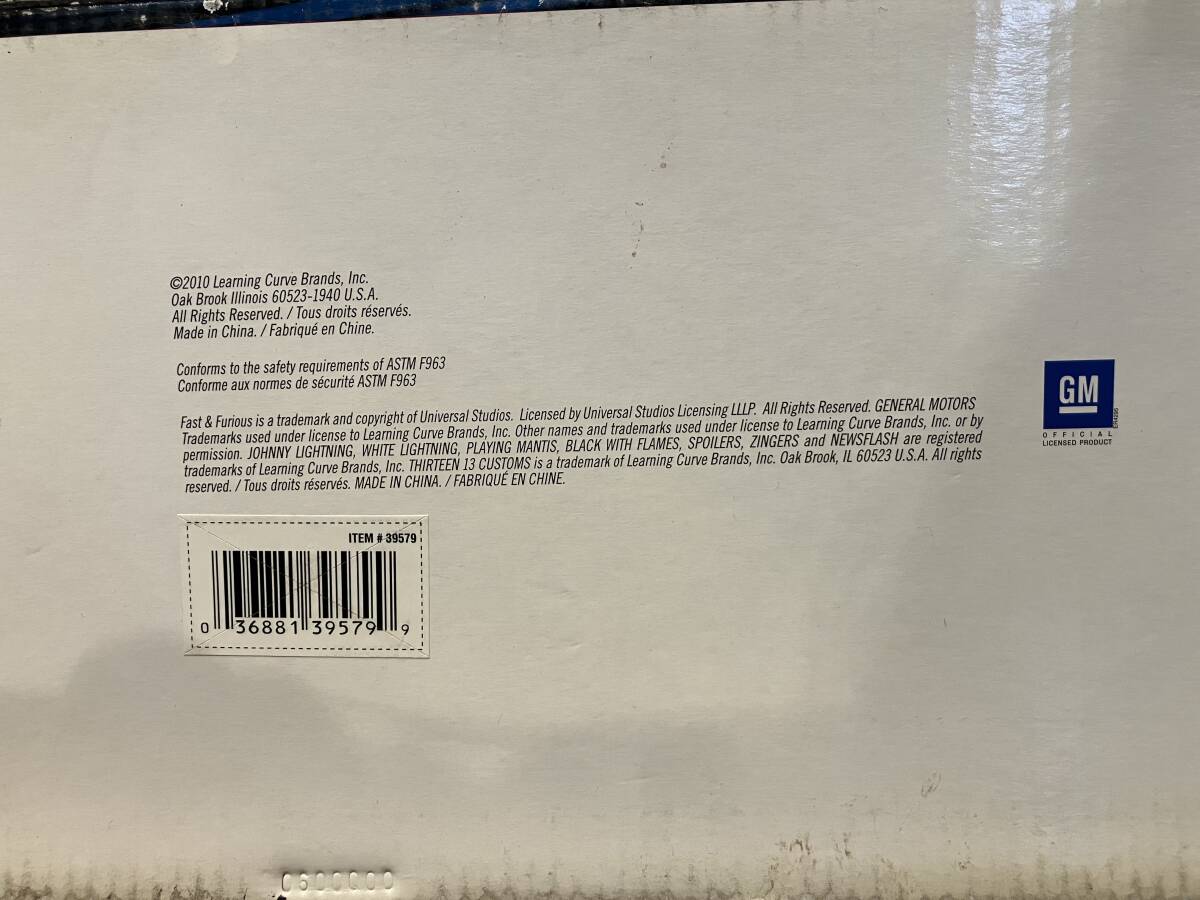 ©2010 Learning Curve Brands, Inc.
Oak Brook Illinois 60523-1940 U.S.A.
All Rights Reserved. / Tous droits réservés.
Made in China. / Fabriqué en Chine.
Conforms to the safety requirements of ASTM F963
Conforme aux normes de sécurité ASTM F963
Fast & Furious is a trademark and copyright of Universal Studios. Licensed by Universal Studios Licensing LLLP. All Rights Reserved. GENERAL MOTORS
Trademarks used under license to Learning Curve Brands, Inc. Other names and trademarks used under license to Learning Curve Brands, Inc. or by
permission. JOHNNY LIGHTNING, WHITE LIGHTNING, PLAYING MANTIS, BLACK WITH FLAMES, SPOILERS, ZINGERS and NEWSFLASH are registered
trademarks of Learning Curve Brands, Inc. THIRTEEN 13 CUSTOMS is a trademark of Learning Curve Brands, Inc. Oak Brook, IL 60523 U.S.A. All rights
reserved. / Tous droits réservés. MADE IN CHINA. / FABRIQUÉ EN CHINE.
GM
OFFICIAL
LICENSED PRODUCT
ITEM # 39579
0 36881 39579 9